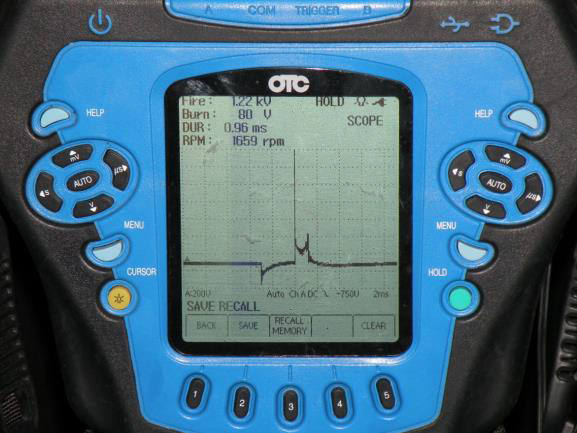 A COM TRIGGER B
OTC
Fire: 1.22 kV HOLD
Burn: 80 V SCOPE
DUR: 0.96 ms
RPM: 1659 rpm
HELP
HELP
mV
s AUTO µs
V
mV
s AUTO µs
V
MENU
MENU
CURSOR
HOLD
A:200V Auto Ch A DC -750V 2ms
SAVE RECALL
BACK SAVE RECALL MEMORY CLEAR
1 2 3 4 5